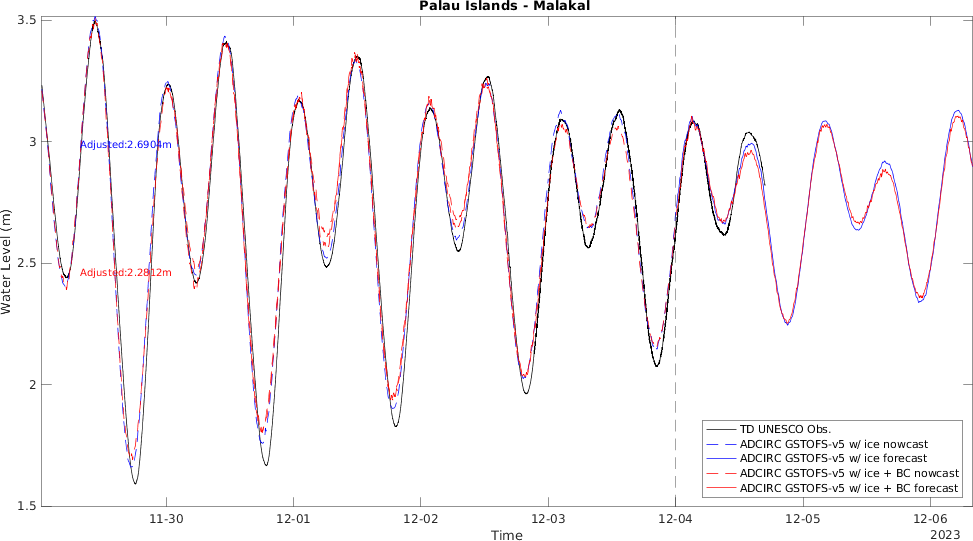 Palau Islands - Malakal
3.5
3
2.5
2
1.5
Water Level (m)
Adjusted:2.6904m
Adjusted:2.2812m
TD UNESCO Obs.
ADCIRC GSTOFS-v5 w/ ice nowcast
ADCIRC GSTOFS-v5 w/ ice forecast
ADCIRC GSTOFS-v5 w/ ice + BC nowcast
ADCIRC GSTOFS-v5 w/ ice + BC forecast
11-30
12-01
12-02
12-03
12-04
12-05
12-06
Time
2023